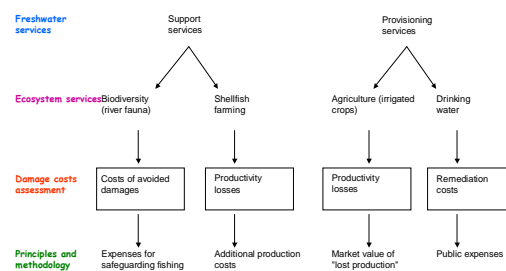 Freshwater
services
Support
services
Provisioning
services
Ecosystem services
Biodiversity
(river fauna)
Shellfish
farming
Agriculture (irrigated
crops)
Drinking
water
Damage costs
assessment
Costs of avoided
damages
Productivity
losses
Productivity
losses
Remediation
costs
Principles and
methodology
Expenses for
safeguarding fishing
Additional production
costs
Market value of
“lost production”
Public expenses